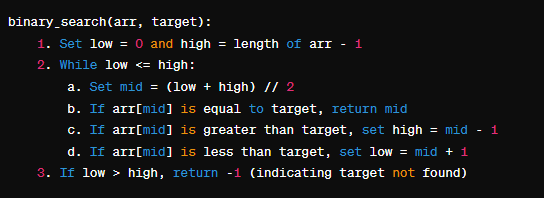 binary_search(arr, target):
1. Set low = 0 and high = length of arr - 1
2. While low <= high:
a. Set mid = (low + high) // 2
b. If arr[mid] is equal to target, return mid
c. If arr[mid] is greater than target, set high = mid - 1
d. If arr[mid] is less than target, set low = mid + 1
3. If low > high, return -1 (indicating target not found)